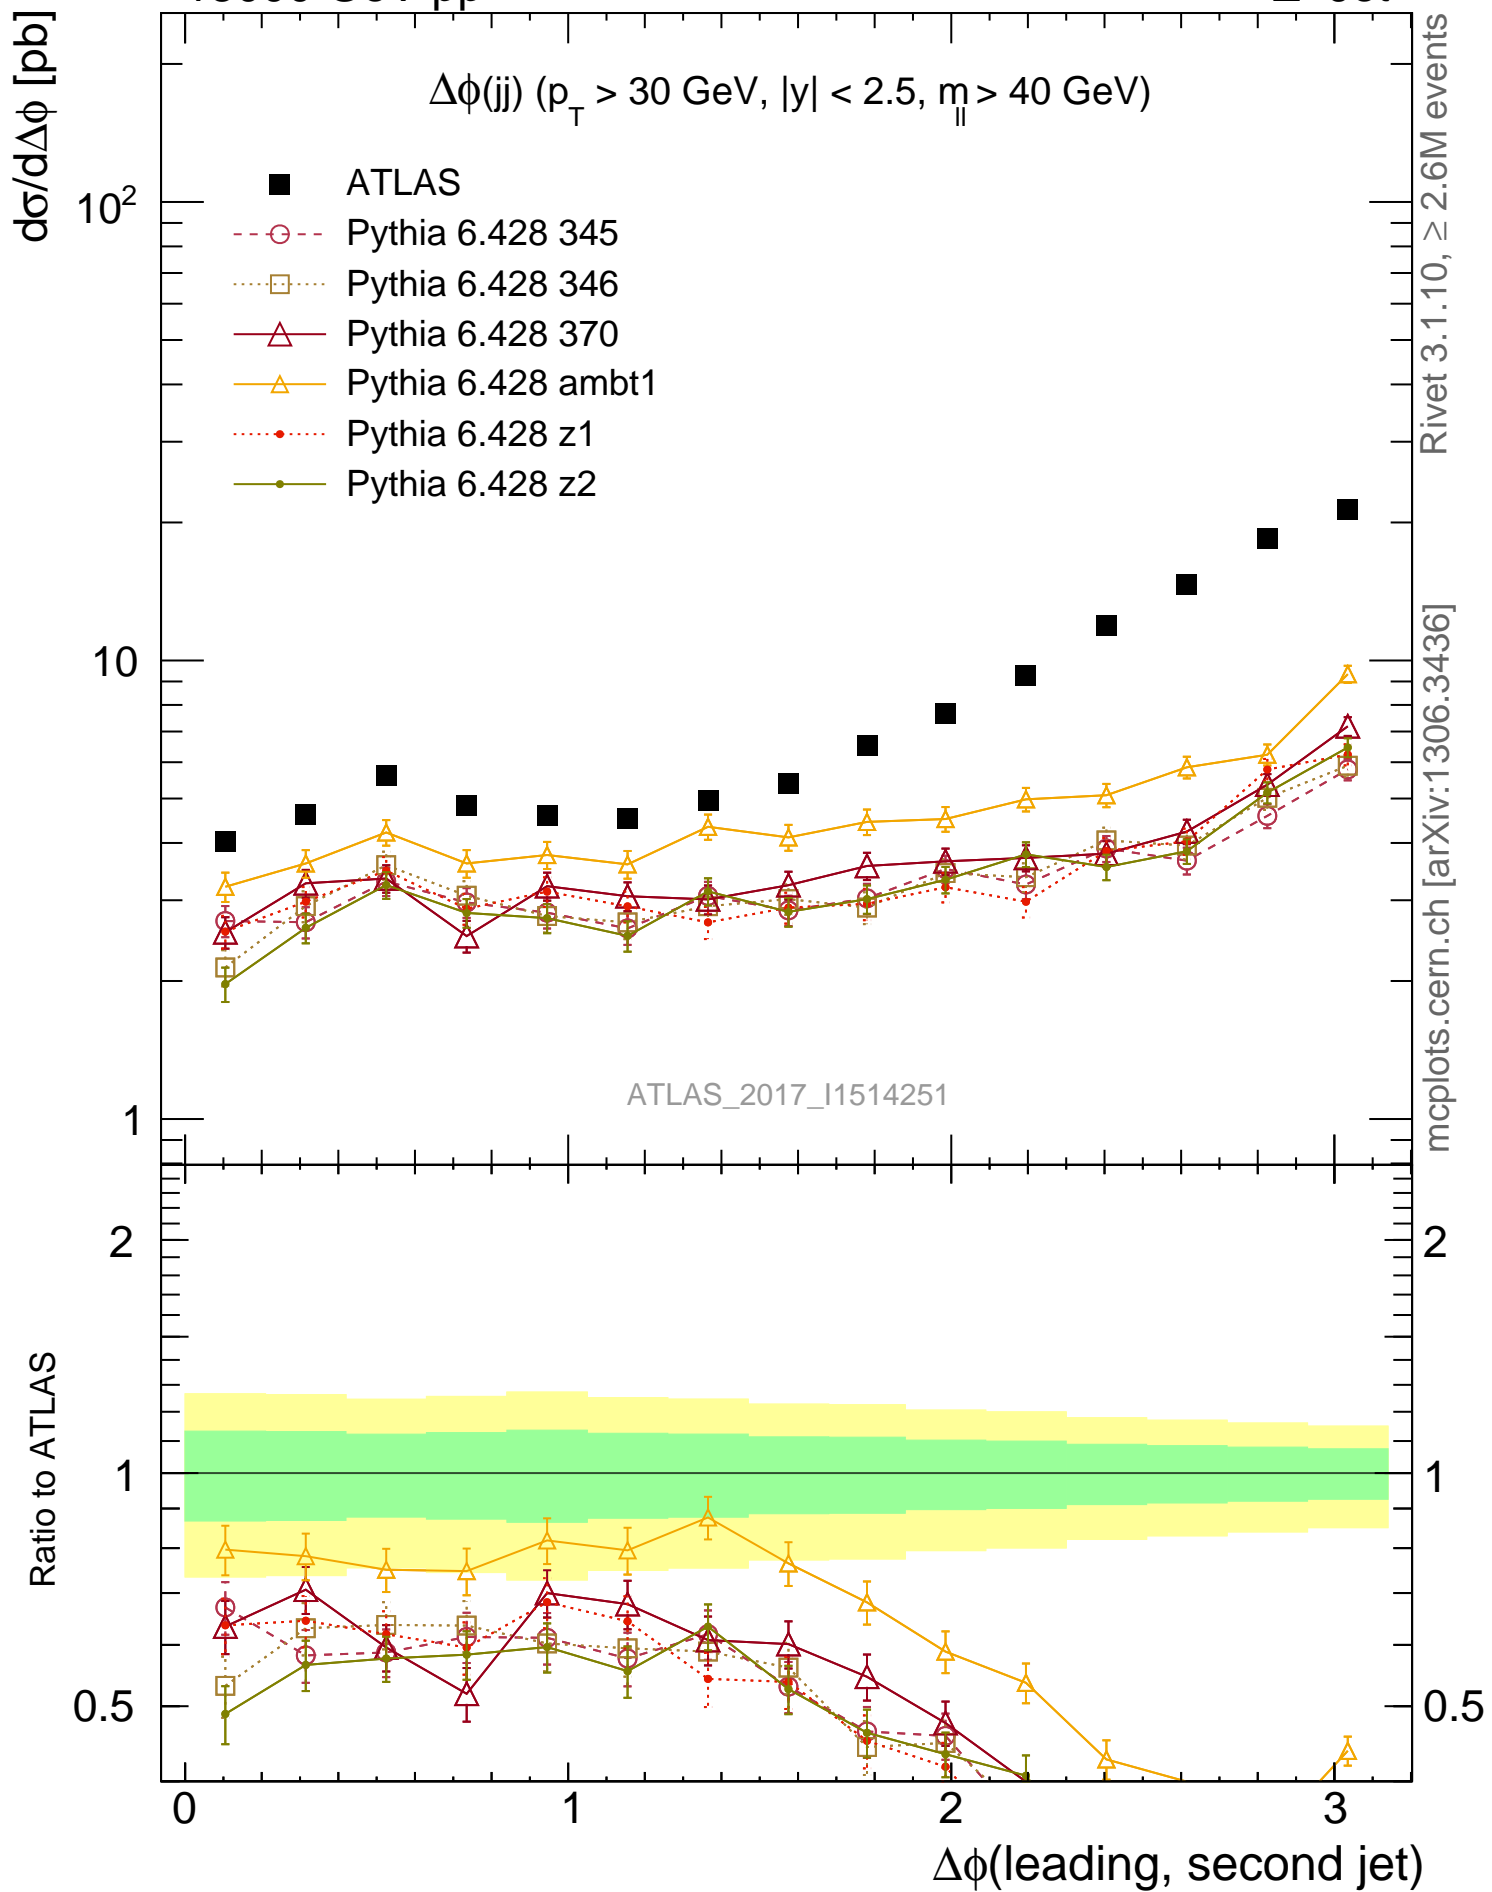 dσ/dΔϕ [pb]
Δϕ(jj) (p_T > 30 GeV, |y| < 2.5, m_ll > 40 GeV)
ATLAS
Pythia 6.428 345
Pythia 6.428 346
Pythia 6.428 370
Pythia 6.428 ambt1
Pythia 6.428 z1
Pythia 6.428 z2
10²
10
1
ATLAS_2017_I1514251
Rivet 3.1.10, ≥ 2.6M events
mcplots.cern.ch [arXiv:1306.3436]
Ratio to ATLAS
2
1
0.5
2
1
0.5
0 1 2 3
Δϕ(leading, second jet)